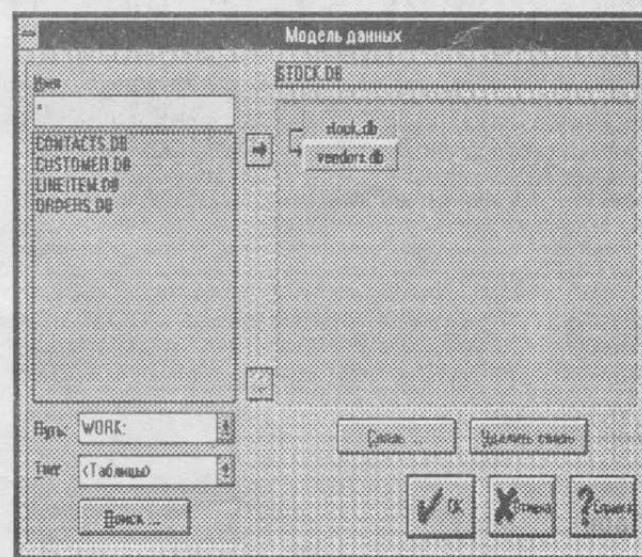 Модель данных
Имя
STOCK.DB
*
CONTACTS.DB
CUSTOMER.DB
LINEITEM.DB
ORDERS.DB
stock.db
vendors.db
Путь: WORK:
Тип: <Таблицы>
Поиск ...
Связь ...
Удалить связь
OK
Отмена
Справка